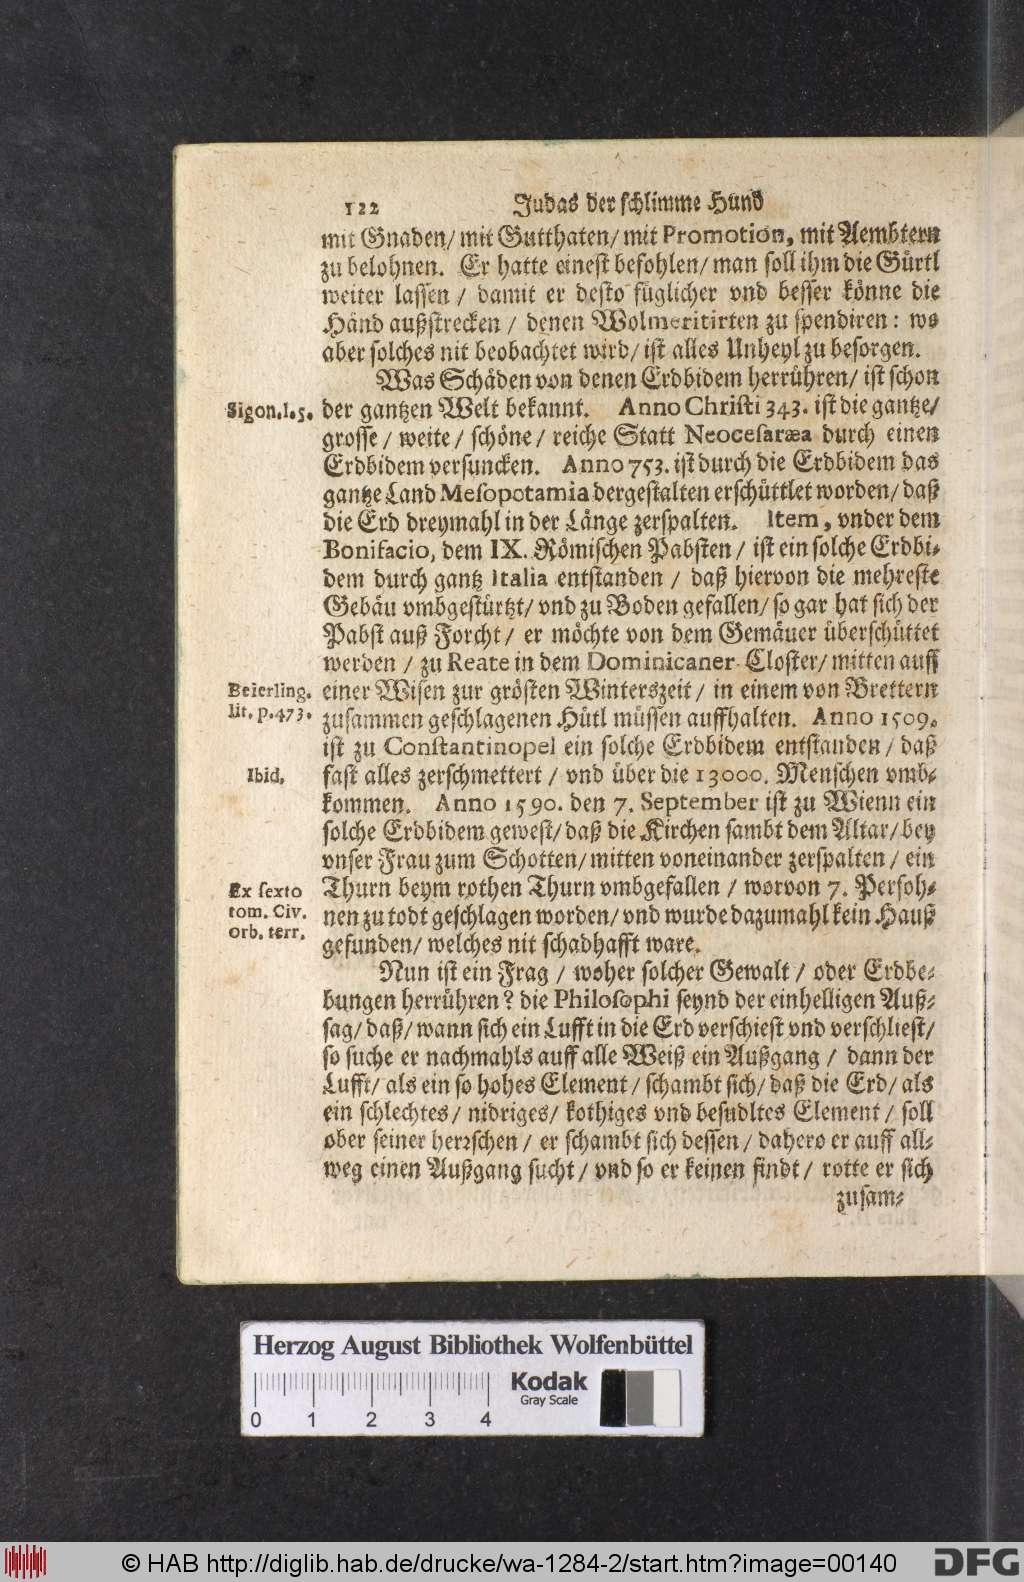 122 Judas der schlimme Hund
mit Gnaden/ mit Gutthaten/ mit Promotion, mit Aembtern
zu belohnen. Er hatte einest befohlen/ man soll ihm die Gürtl
weiter lassen / damit er desto füglicher vnd besser könne die
Händ außstrecken / denen Wolmeritirten zu spendiren: wo
aber solches nit beobachtet wird/ ist alles Unheyl zu besorgen.
Was Schäden von denen Erdbidem herrühren/ ist schon
Sigon.l.5. der gantzen Welt bekannt. Anno Christi 343. ist die gantze/
grosse / weite / schöne / reiche Statt Neocesaræa durch einen
Erdbidem versuncken. Anno 753. ist durch die Erdbidem das
gantze Land Mesopotamia dergestalten erschüttlet worden/ daß
die Erd dreymahl in der Länge zerspalten. Item, vnder dem
Bonifacio, dem IX. Römischen Pabsten / ist ein solche Erdbi-
dem durch gantz Italia entstanden / daß hiervon die mehreste
Gebäu vmbgestürtzt/ vnd zu Boden gefallen/ so gar hat sich der
Pabst auß Forcht / er möchte von dem Gemäuer überschüttet
werden / zu Reate in dem Dominicaner Closter/ mitten auff
Beierling. einer Wisen zur grösten Winterszeit / in einem von Brettern
lit. p.473. zusammen geschlagenen Hütl müssen auffhalten. Anno 1509.
ist zu Constantinopel ein solche Erdbidem entstanden / daß
Ibid. fast alles zerschmettert / vnd über die 13000. Menschen vmb-
kommen. Anno 1590. den 7. September ist zu Wienn ein
solche Erdbidem gewest/ daß die Kirchen sambt dem Altar/ bey
vnser Frau zum Schotten/ mitten voneinander zerspalten / ein
Ex sexto Thurn beym rothen Thurn vmbgefallen / worvon 7. Persoh-
tom. Civ. nen zu todt geschlagen worden/ vnd wurde dazumahl kein Hauß
orb. terr. gefunden/ welches nit schadhafft ware.
Nun ist ein Frag / woher solcher Gewalt / oder Erdbe-
bungen herrühren? die Philosophi seynd der einhelligen Auß-
sag/ daß/ wann sich ein Lufft in die Erd verschiest vnd verschliest/
so suche er nachmahls auff alle Weiß ein Außgang / dann der
Lufft/ als ein so hohes Element / schambt sich/ daß die Erd/ als
ein schlechtes/ nidriges/ kothiges vnd besudltes Element / soll
ober seiner herrschen / er schambt sich dessen / dahero er auff all-
weg einen Außgang sucht / vnd so er keinen findt / rotte er sich
zusam-
Herzog August Bibliothek Wolfenbüttel
Kodak
Gray Scale
0 1 2 3 4
© HAB http://diglib.hab.de/drucke/wa-1284-2/start.htm?image=00140
DFG